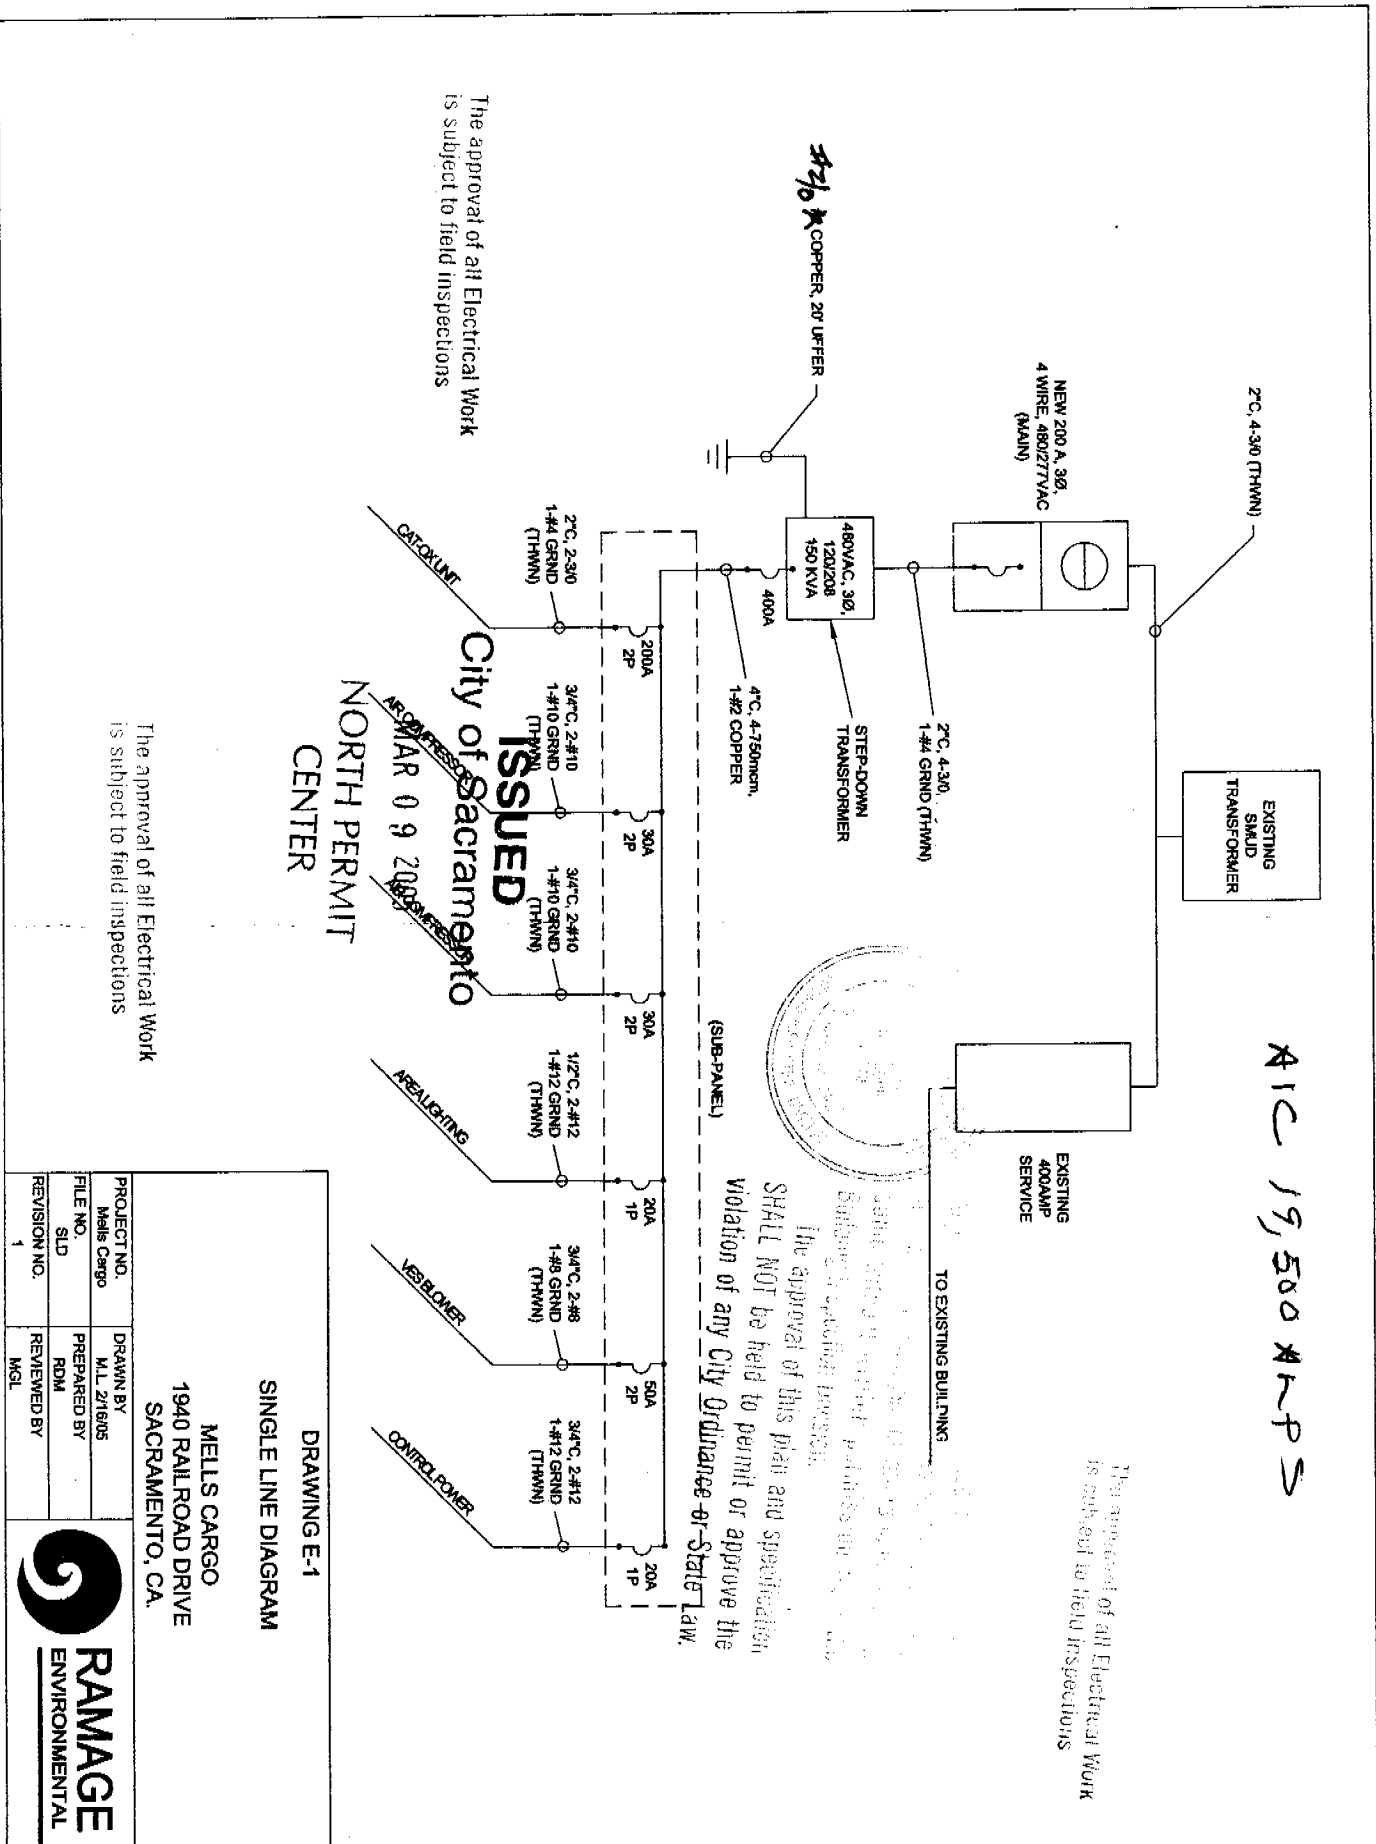 AIC 19,500 AMPS
EXISTING
SMUD
TRANSFORMER
2"C, 4-3/0 (THWN)
The approval of all Electrical Work
is subject to field inspections
NEW 200 A, 3Ø,
4 WIRE, 480/277VAC
(MAIN)
EXISTING
400AMP
SERVICE
TO EXISTING BUILDING
2"C, 4-3/0,
1-#4 GRND (THWN)
#2/0 COPPER, 20' UFFER
480VAC, 3Ø,
120/208
150 KVA
STEP-DOWN
TRANSFORMER
The approval of this plan and specification
SHALL NOT be held to permit or approve the
violation of any City Ordinance or State Law.
400A
4"C, 4-750mcm,
1-#2 COPPER
(SUB-PANEL)
200A
2P
30A
2P
30A
2P
20A
1P
50A
2P
20A
1P
2"C, 2-3/0
1-#4 GRND
(THWN)
3/4"C, 2-#10
1-#10 GRND
(THWN)
3/4"C, 2-#10
1-#10 GRND
(THWN)
1/2"C, 2-#12
1-#12 GRND
(THWN)
3/4"C, 2-#8
1-#8 GRND
(THWN)
3/4"C, 2-#12
1-#12 GRND
(THWN)
CAT-OX UNIT
AIR COMPRESSOR
AIR COMPRESSOR
AREA LIGHTING
VES BLOWER
CONTROL POWER
The approval of all Electrical Work
is subject to field inspections
ISSUED
City of Sacramento
MAR 09 200
NORTH PERMIT
CENTER
The approval of all Electrical Work
is subject to field inspections
DRAWING E-1
SINGLE LINE DIAGRAM
MELLS CARGO
1940 RAILROAD DRIVE
SACRAMENTO, CA.
PROJECT NO.
Mells Cargo
DRAWN BY
M.L. 2/16/05
FILE NO.
SLD
PREPARED BY
RDM
REVISION NO.
1
REVIEWED BY
MGL
RAMAGE
ENVIRONMENTAL